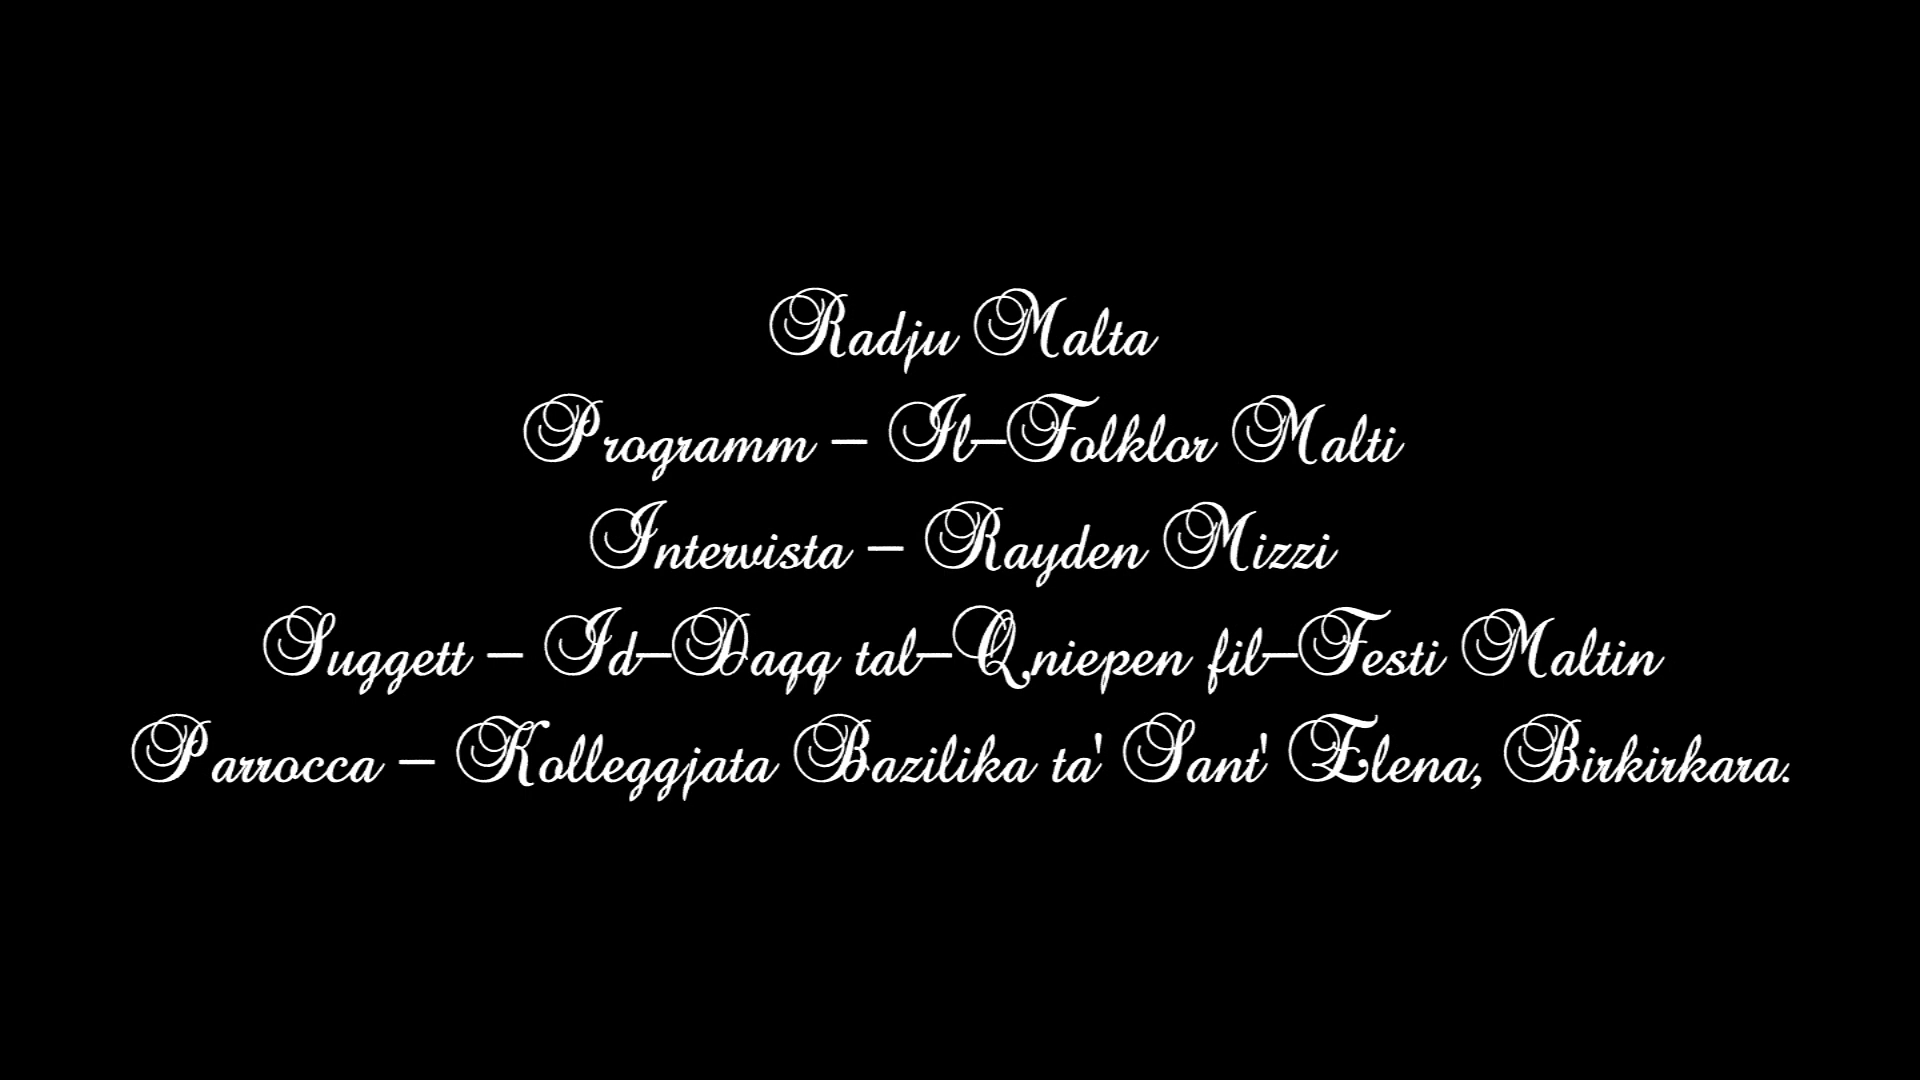 Radju Malta
Programm - Il-Folklor Malti
Intervista - Rayden Mizzi
Suggett - Id-Daqq tal-Qniepen fil-Festi Maltin
Parrocca - Kolleggjata Bazilika ta' Sant' Elena, Birkirkara.